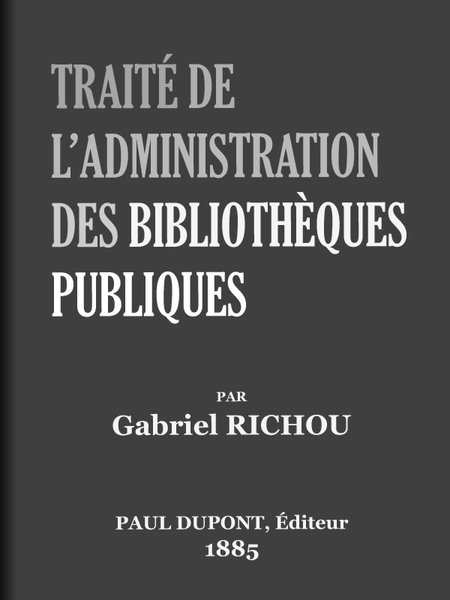 TRAITÉ DE
L'ADMINISTRATION
DES BIBLIOTHÈQUES
PUBLIQUES
PAR
Gabriel RICHOU
PAUL DUPONT, Éditeur
1885